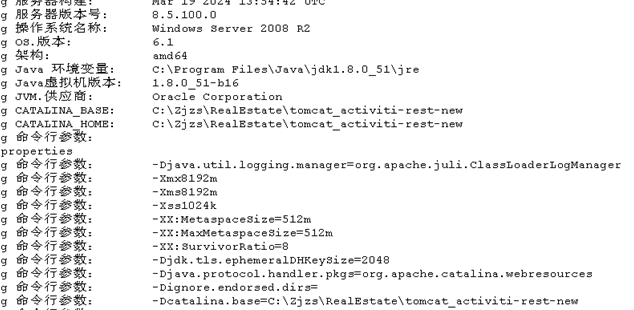 g 服务器构建: Mar 19 2024 13:54:42 UTC
g 服务器版本号: 8.5.100.0
g 操作系统名称: Windows Server 2008 R2
g OS.版本: 6.1
g 架构: amd64
g Java 环境变量: C:\Program Files\Java\jdk1.8.0_51\jre
g Java虚拟机版本: 1.8.0_51-b16
g JVM.供应商: Oracle Corporation
g CATALINA_BASE: C:\Zjzs\RealEstate\tomcat_activiti-rest-new
g CATALINA_HOME: C:\Zjzs\RealEstate\tomcat_activiti-rest-new
g 命令行参数:
properties
g 命令行参数: -Djava.util.logging.manager=org.apache.juli.ClassLoaderLogManager
g 命令行参数: -Xmx8192m
g 命令行参数: -Xms8192m
g 命令行参数: -Xss1024k
g 命令行参数: -XX:MetaspaceSize=512m
g 命令行参数: -XX:MaxMetaspaceSize=512m
g 命令行参数: -XX:SurvivorRatio=8
g 命令行参数: -Djdk.tls.ephemeralDHKeySize=2048
g 命令行参数: -Djava.protocol.handler.pkgs=org.apache.catalina.webresources
g 命令行参数: -Dignore.endorsed.dirs=
g 命令行参数: -Dcatalina.base=C:\Zjzs\RealEstate\tomcat_activiti-rest-new